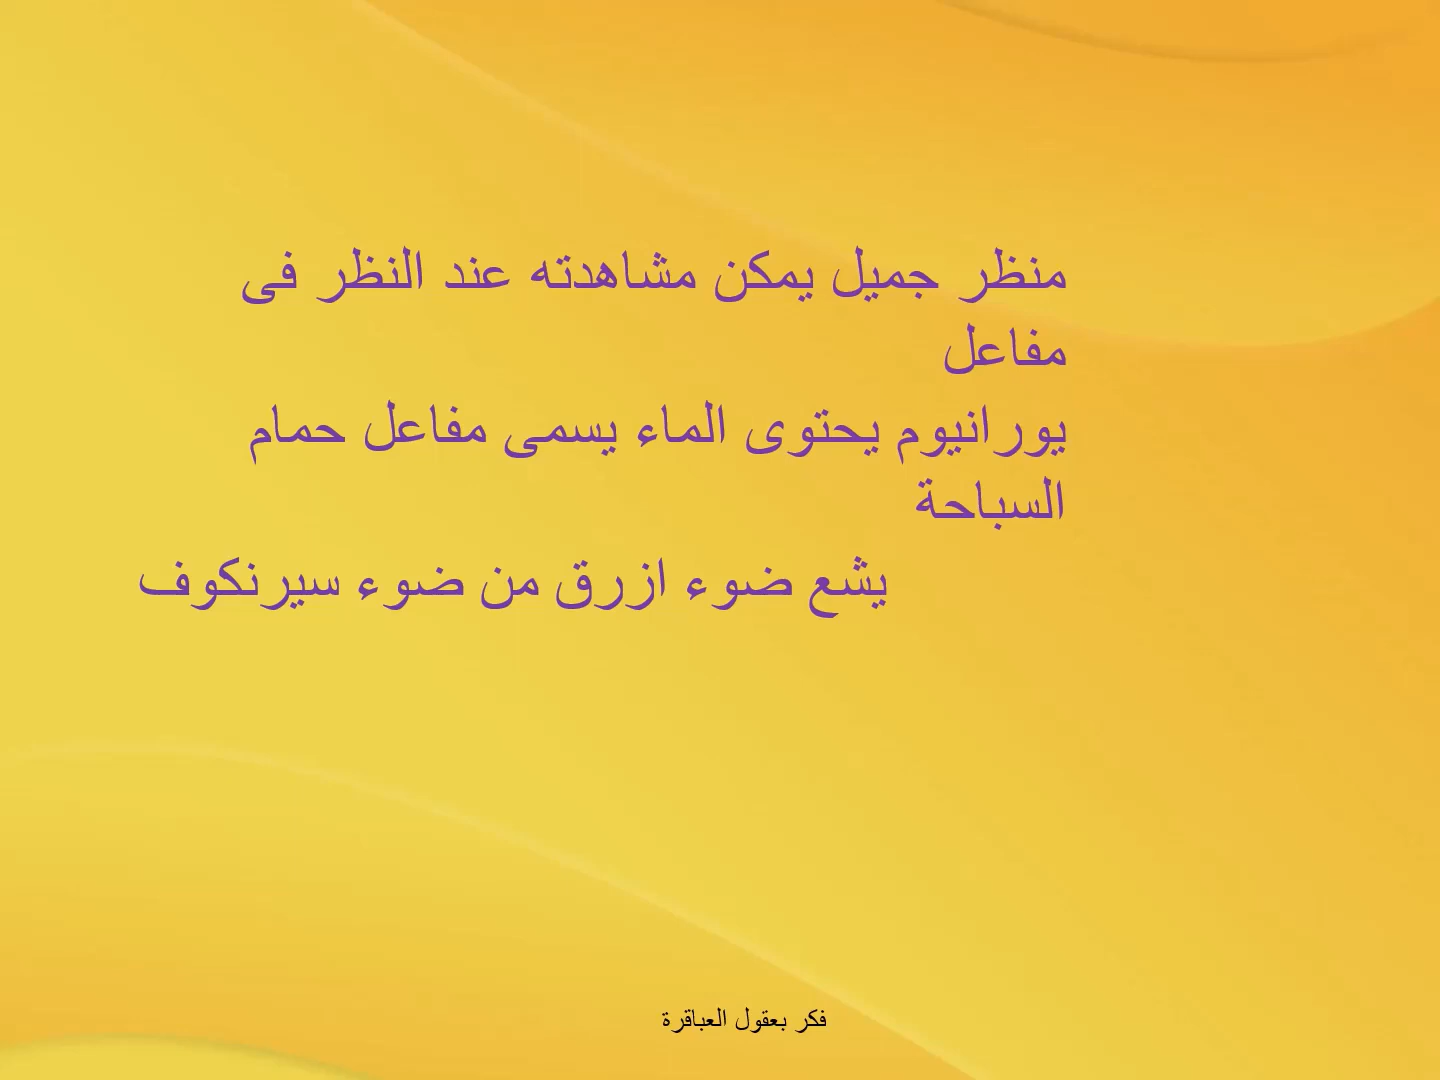 منظر جميل يمكن مشاهدته عند النظر فى
مفاعل
يورانيوم يحتوى الماء يسمى مفاعل حمام
السباحة
يشع ضوء ازرق من ضوء سيرنكوف
فكر بعقول العباقرة